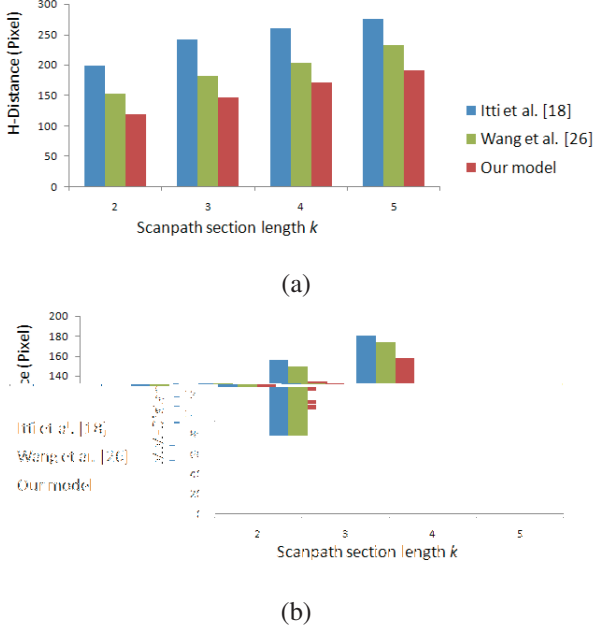 300
250
200
150
100
50
0
H-Distance (Pixel)
2 3 4 5
Scanpath section length k
Itti et al. [18]
Wang et al. [26]
Our model
(a)
200
180
160
140
ce (Pixel)
Itti et al. [18]
Wang et al. [26]
Our model
2 3 4 5
Scanpath section length k
(b)